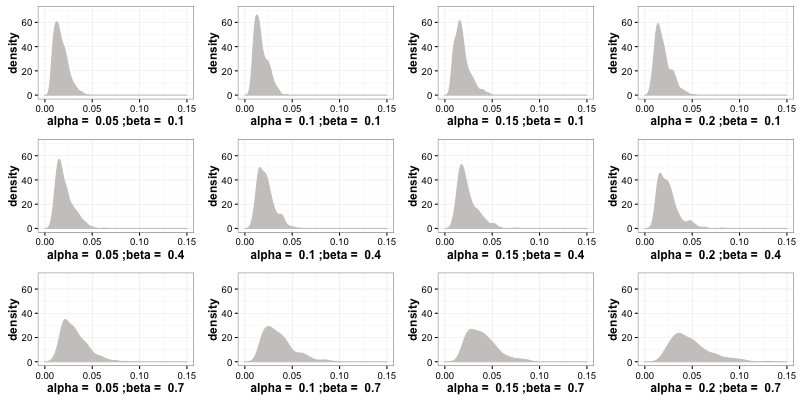 density 60 40 20 0 0.00 0.05 0.10 0.15 alpha = 0.05 ;beta = 0.1
density 60 40 20 0 0.00 0.05 0.10 0.15 alpha = 0.1 ;beta = 0.1
density 60 40 20 0 0.00 0.05 0.10 0.15 alpha = 0.15 ;beta = 0.1
density 60 40 20 0 0.00 0.05 0.10 0.15 alpha = 0.2 ;beta = 0.1
density 60 40 20 0 0.00 0.05 0.10 0.15 alpha = 0.05 ;beta = 0.4
density 60 40 20 0 0.00 0.05 0.10 0.15 alpha = 0.1 ;beta = 0.4
density 60 40 20 0 0.00 0.05 0.10 0.15 alpha = 0.15 ;beta = 0.4
density 60 40 20 0 0.00 0.05 0.10 0.15 alpha = 0.2 ;beta = 0.4
density 60 40 20 0 0.00 0.05 0.10 0.15 alpha = 0.05 ;beta = 0.7
density 60 40 20 0 0.00 0.05 0.10 0.15 alpha = 0.1 ;beta = 0.7
density 60 40 20 0 0.00 0.05 0.10 0.15 alpha = 0.15 ;beta = 0.7
density 60 40 20 0 0.00 0.05 0.10 0.15 alpha = 0.2 ;beta = 0.7